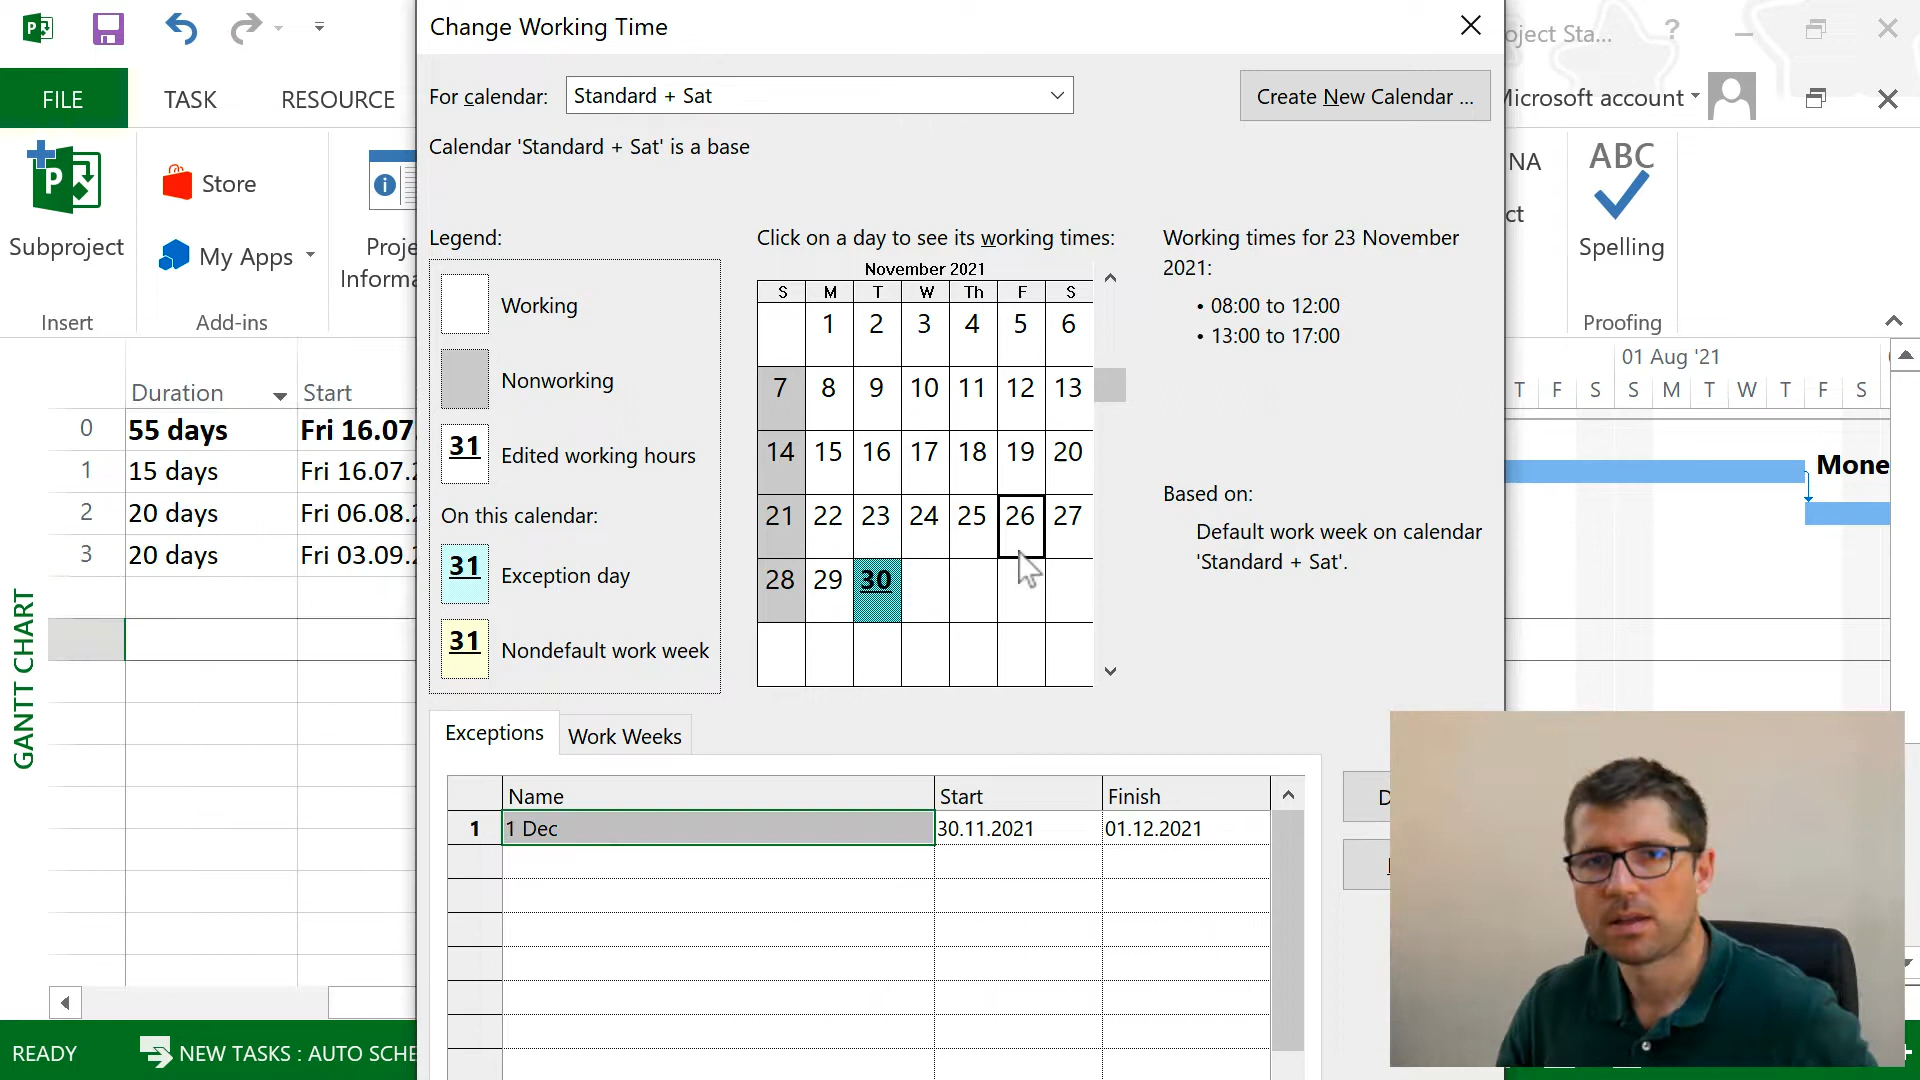 Change Working Time
oject Sta...
?
FILE
TASK
RESOURCE
For calendar:
Standard + Sat
Create New Calendar ...
Microsoft account
Calendar 'Standard + Sat' is a base
Subproject
Store
My Apps
Proje
Informa
Insert
Add-ins
NA
ct
ABC
Spelling
Proofing
Legend:
Working
Nonworking
31 Edited working hours
On this calendar:
31 Exception day
31 Nondefault work week
Click on a day to see its working times:
November 2021
S M T W Th F S
1 2 3 4 5 6
7 8 9 10 11 12 13
14 15 16 17 18 19 20
21 22 23 24 25 26 27
28 29 30
Working times for 23 November
2021:
• 08:00 to 12:00
• 13:00 to 17:00
Based on:
Default work week on calendar
'Standard + Sat'.
Duration Start
0 55 days Fri 16.07.
1 15 days Fri 16.07.2
2 20 days Fri 06.08.2
3 20 days Fri 03.09.2
GANTT CHART
01 Aug '21
T F S S M T W T F S
Mone
Exceptions
Work Weeks
Name Start Finish
1 1 Dec 30.11.2021 01.12.2021
D
READY
NEW TASKS : AUTO SCHE